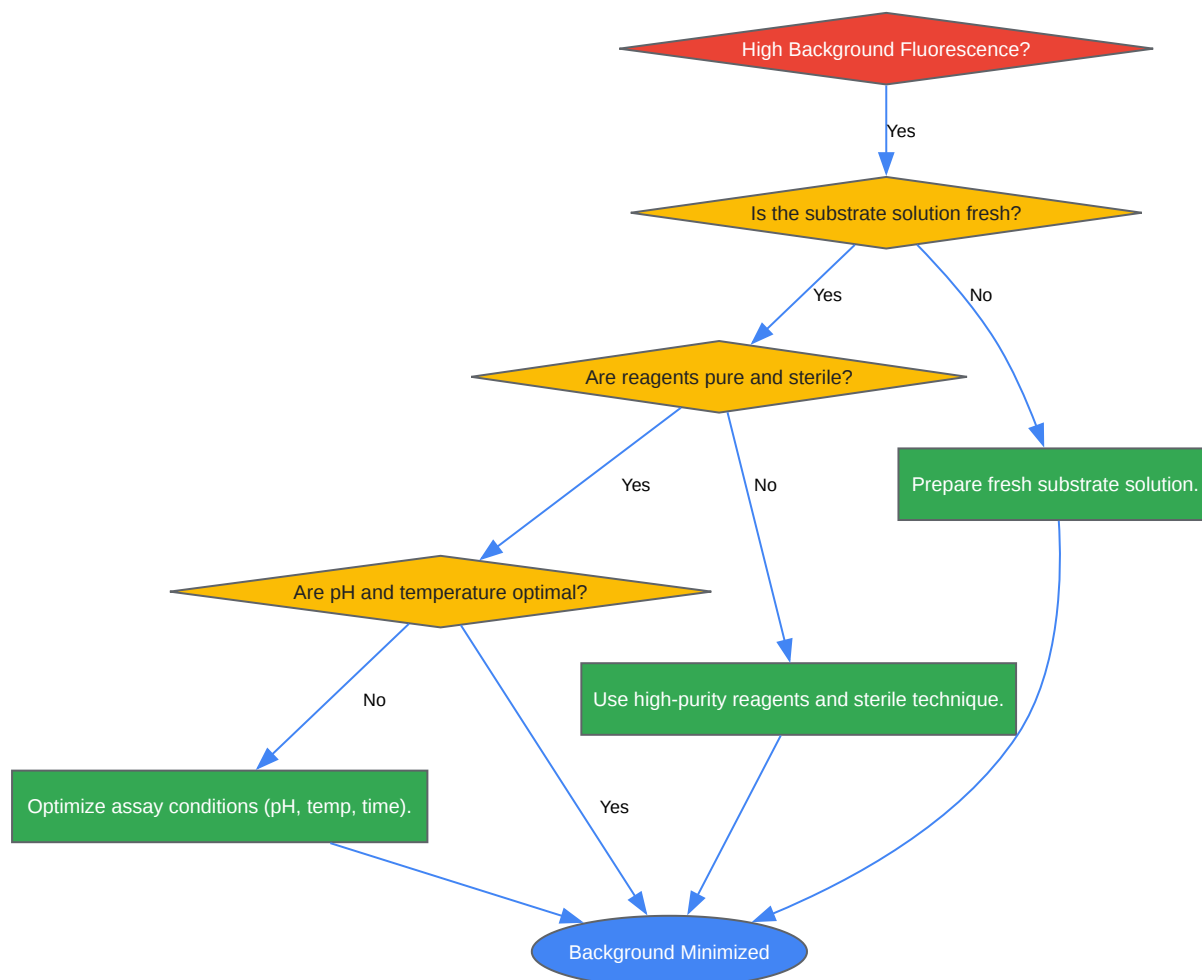 High Background Fluorescence?
Yes
Is the substrate solution fresh?
Yes
No
Are reagents pure and sterile?
Prepare fresh substrate solution.
Yes
No
Are pH and temperature optimal?
Use high-purity reagents and sterile technique.
No
Optimize assay conditions (pH, temp, time).
Yes
Background Minimized